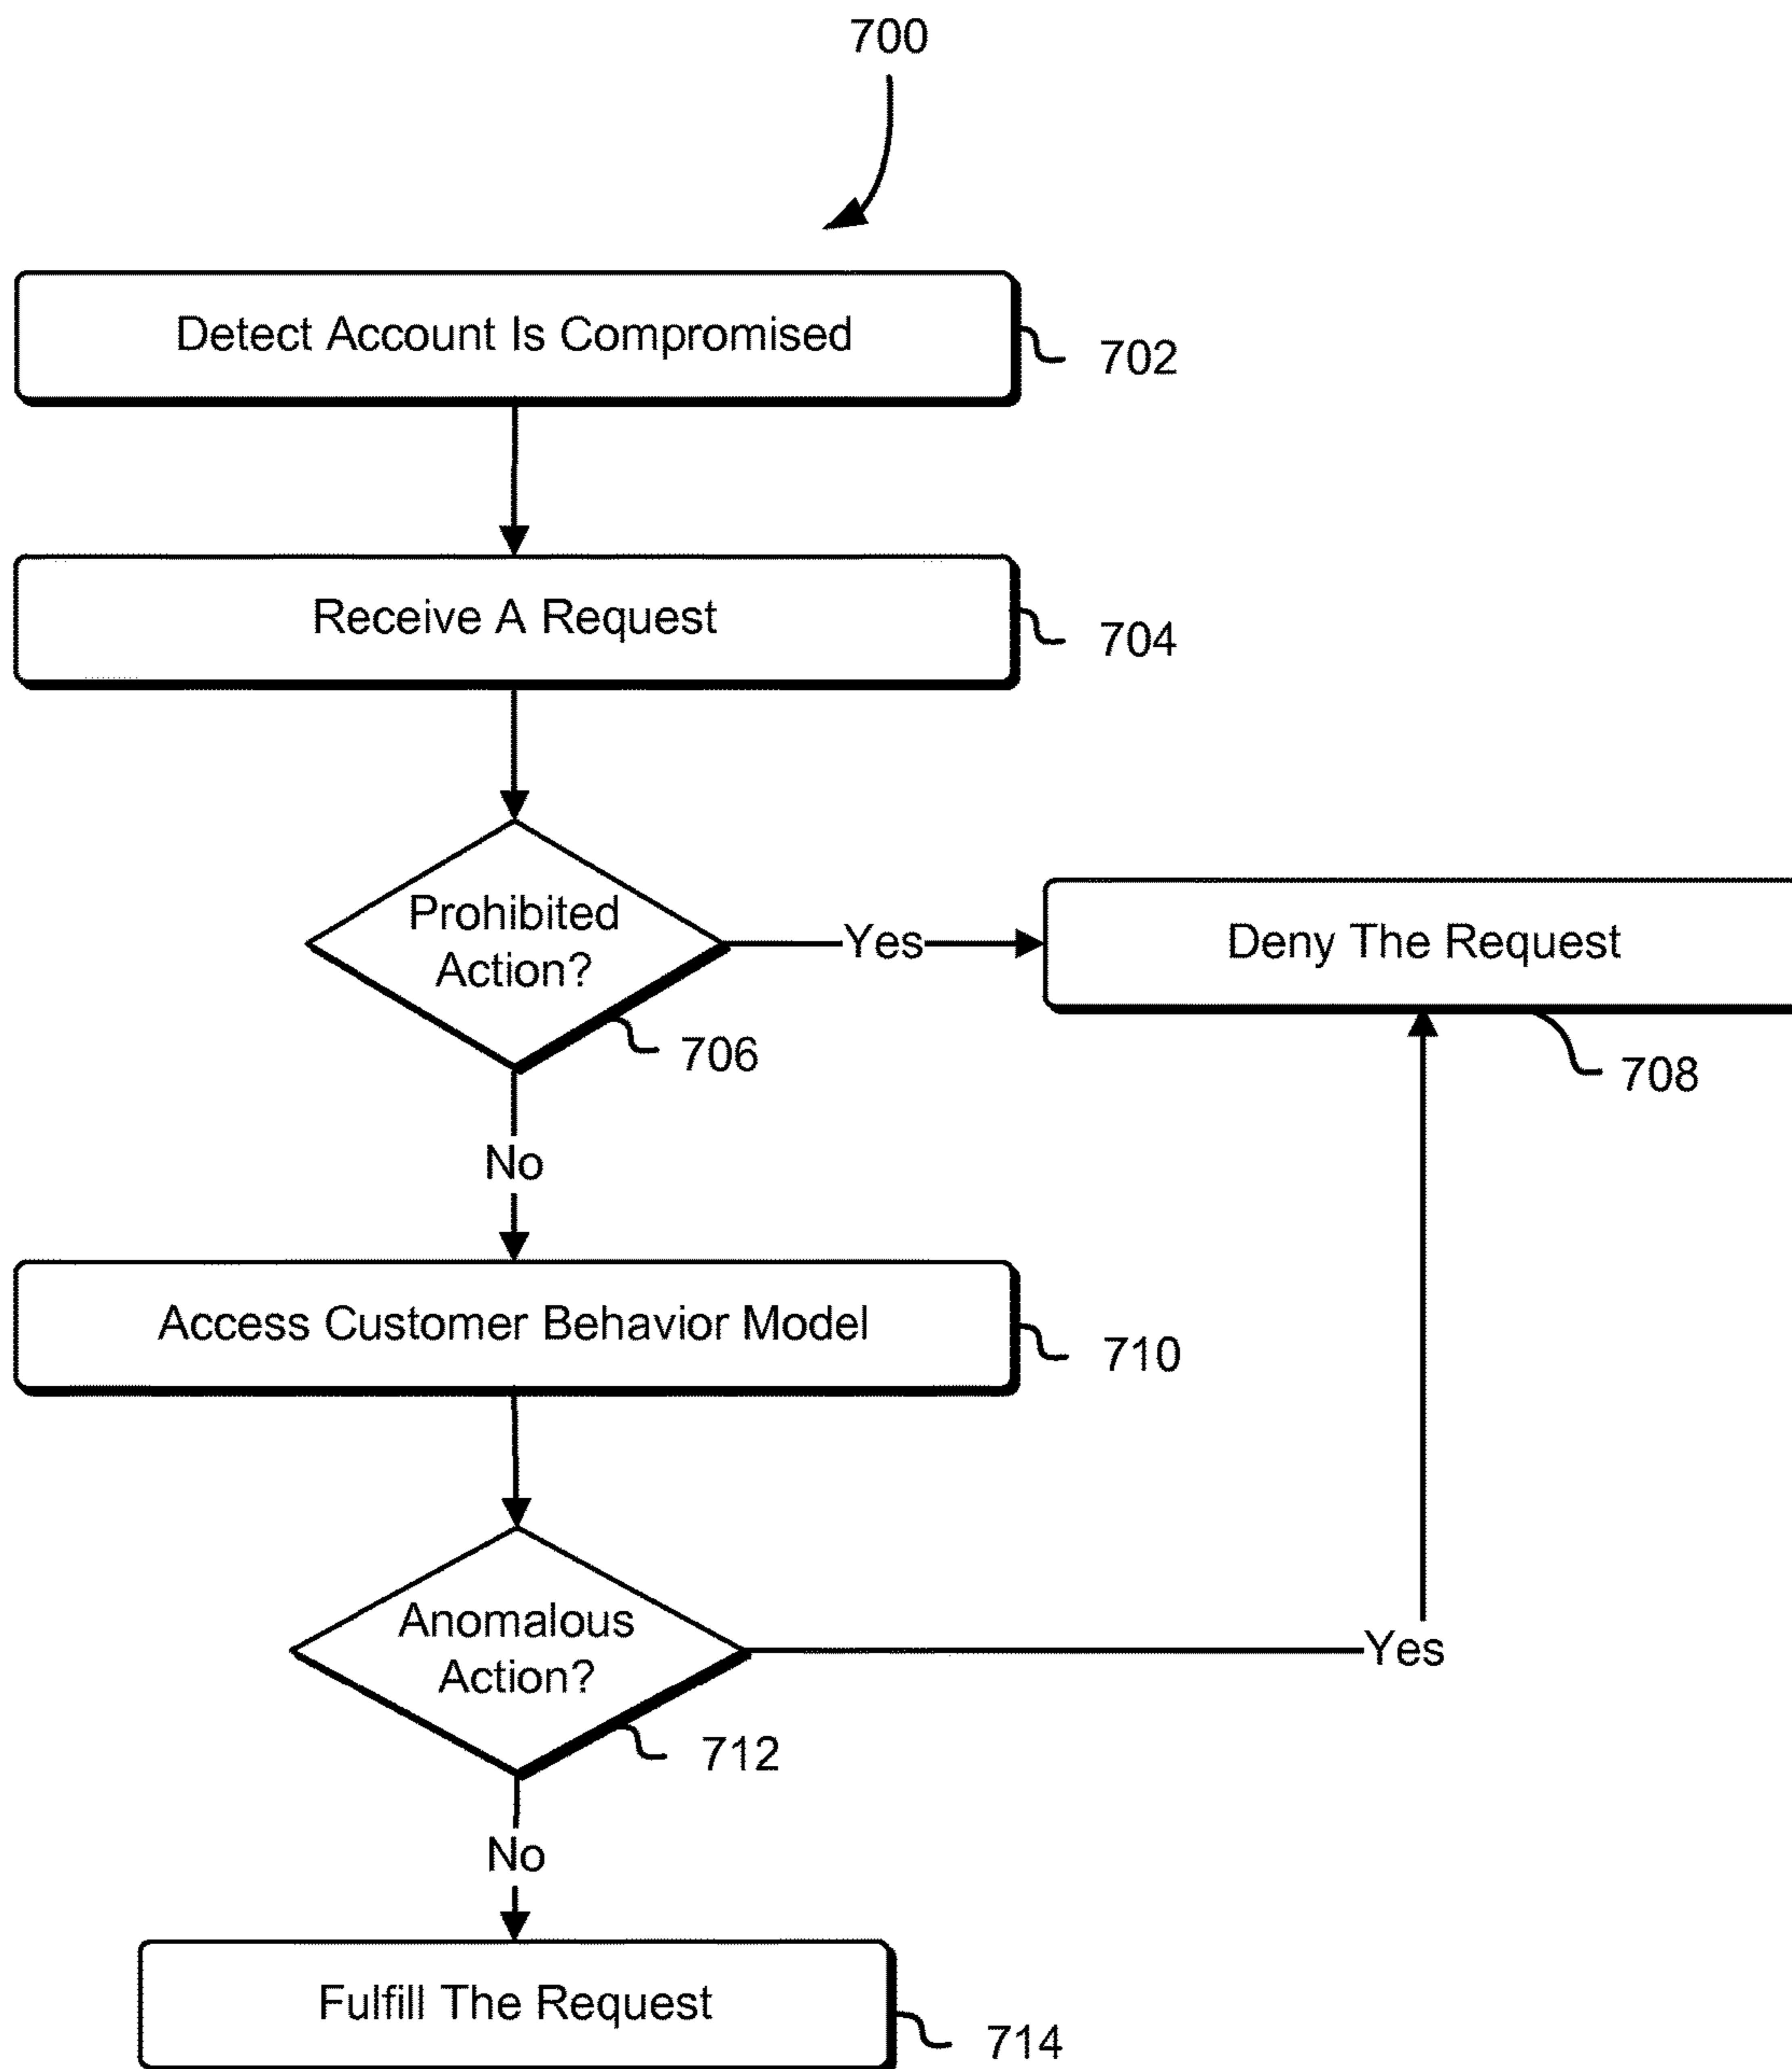 700
Detect Account Is Compromised
702
Receive A Request
704
Prohibited
Action?
Yes
Deny The Request
706
708
No
Access Customer Behavior Model
710
Anomalous
Action?
Yes
712
No
Fulfill The Request
714